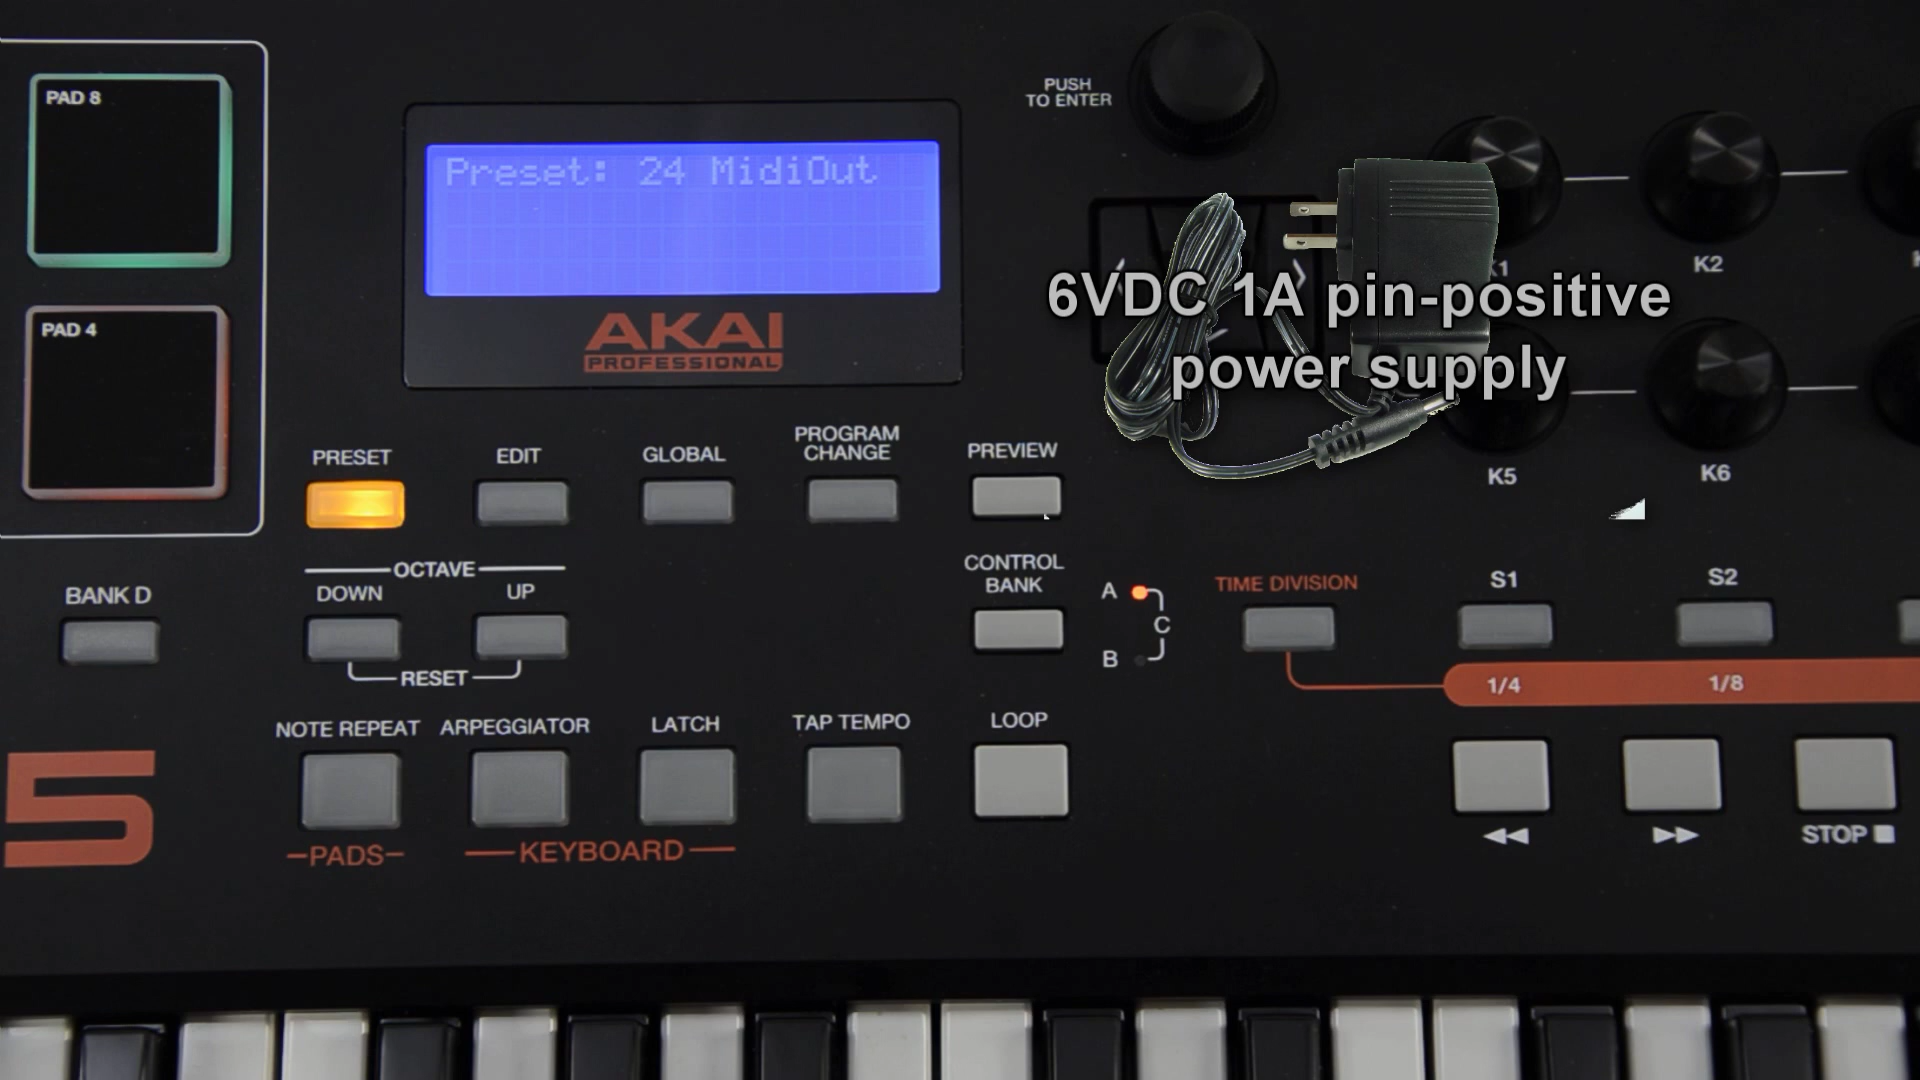 PUSH
TO ENTER
PAD 8
Preset: 24 MidiOut
K1
K2
6VDC 1A pin-positive
power supply
PAD 4
AKAI
PROFESSIONAL
PRESET
EDIT
GLOBAL
PROGRAM
CHANGE
PREVIEW
K5
K6
OCTAVE
DOWN
UP
RESET
BANK D
CONTROL
BANK
A
C
B
TIME DIVISION
S1
S2
1/4
1/8
NOTE REPEAT
ARPEGGIATOR
LATCH
TAP TEMPO
LOOP
5
PADS
KEYBOARD
STOP